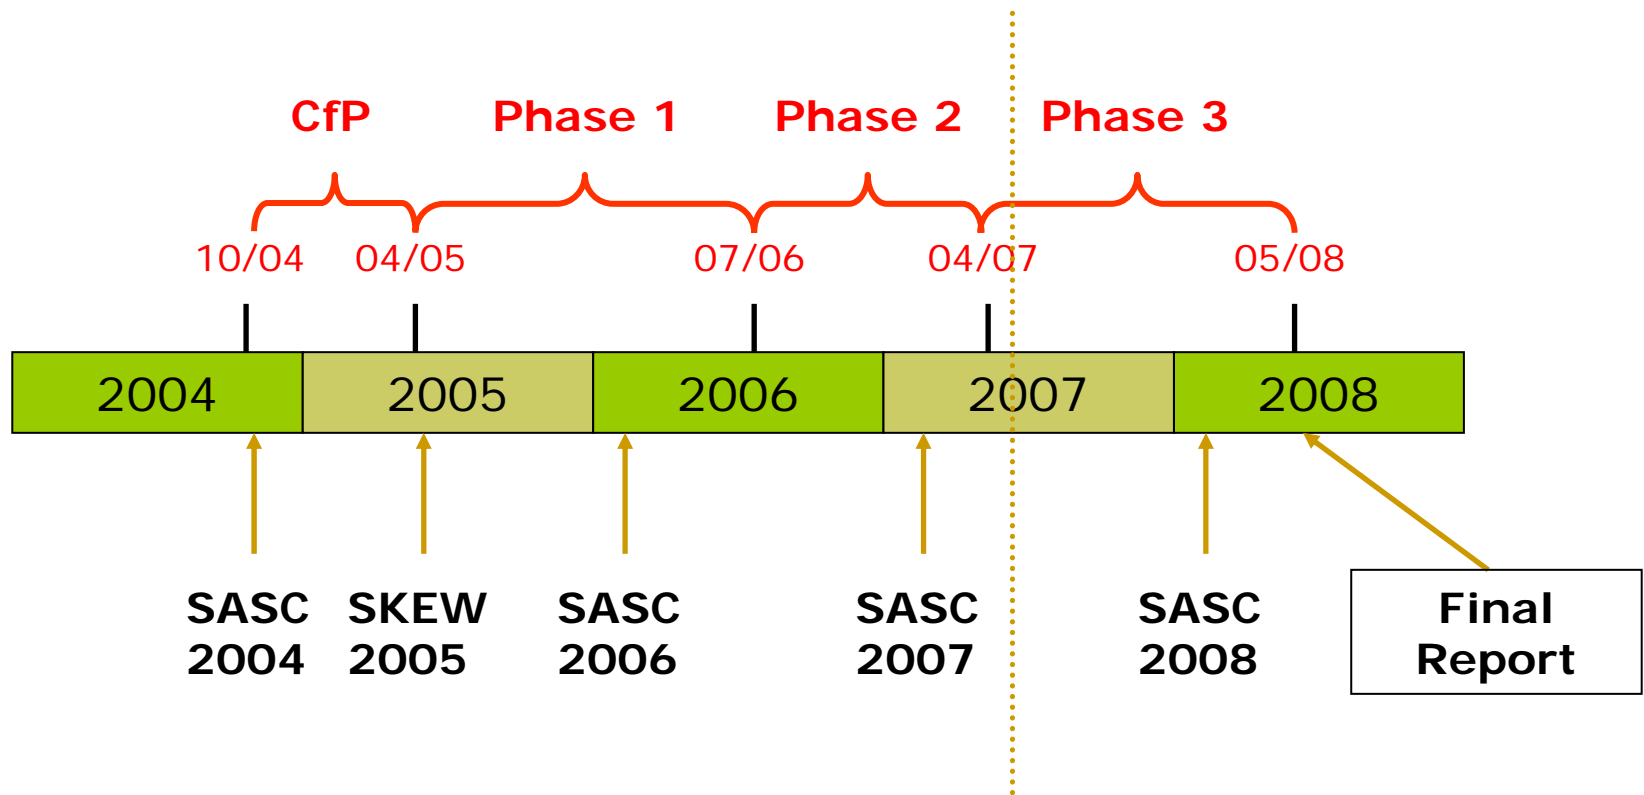 CfP Phase 1 Phase 2 Phase 3
10/04 04/05 07/06 04/07 05/08
2004 2005 2006 2007 2008
SASC SKEW SASC SASC SASC Final
2004 2005 2006 2007 2008 Report